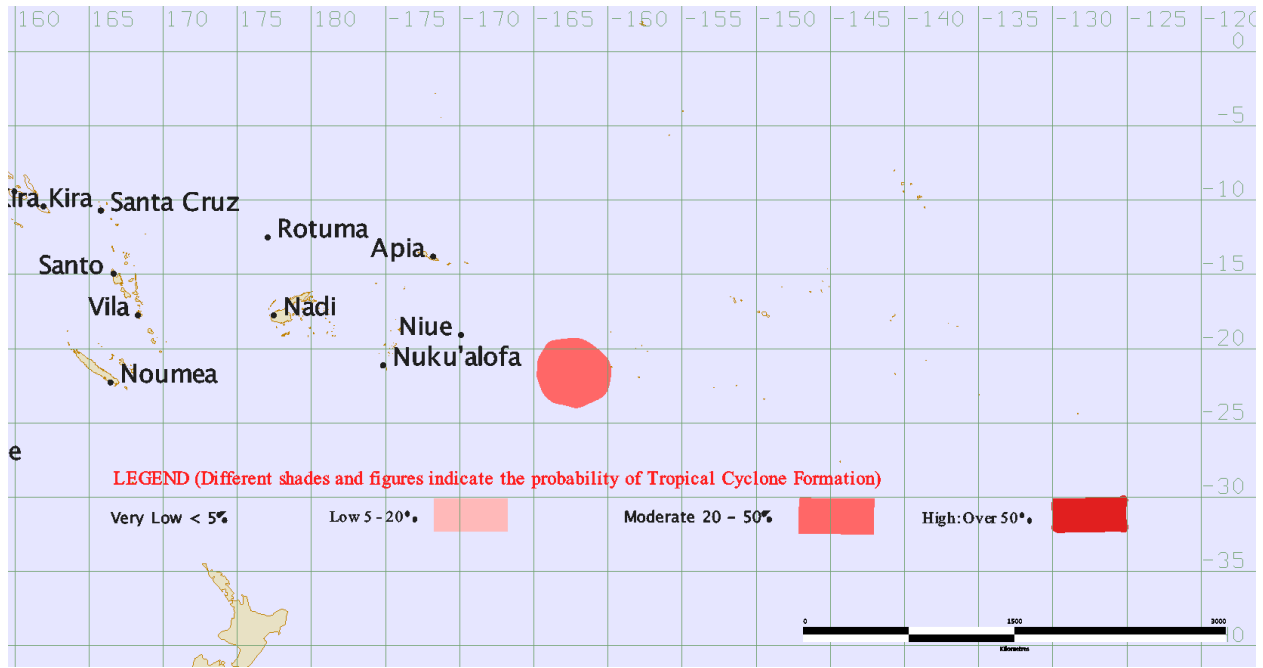 160 165 170 175 180 -175 -170 -165 -160 -155 -150 -145 -140 -135 -130 -125 -120
0
-5
-10
Kira Kira
Santa Cruz
Rotuma
Apia
-15
Santo
Vila
Nadi
Niue
-20
Nuku'alofa
Noumea
-25
e
LEGEND (Different shades and figures indicate the probability of Tropical Cyclone Formation)
-30
Very Low < 5% Low 5 - 20% Moderate 20 - 50% High: Over 50%
-35
0 1500 3000
0
Kilometres